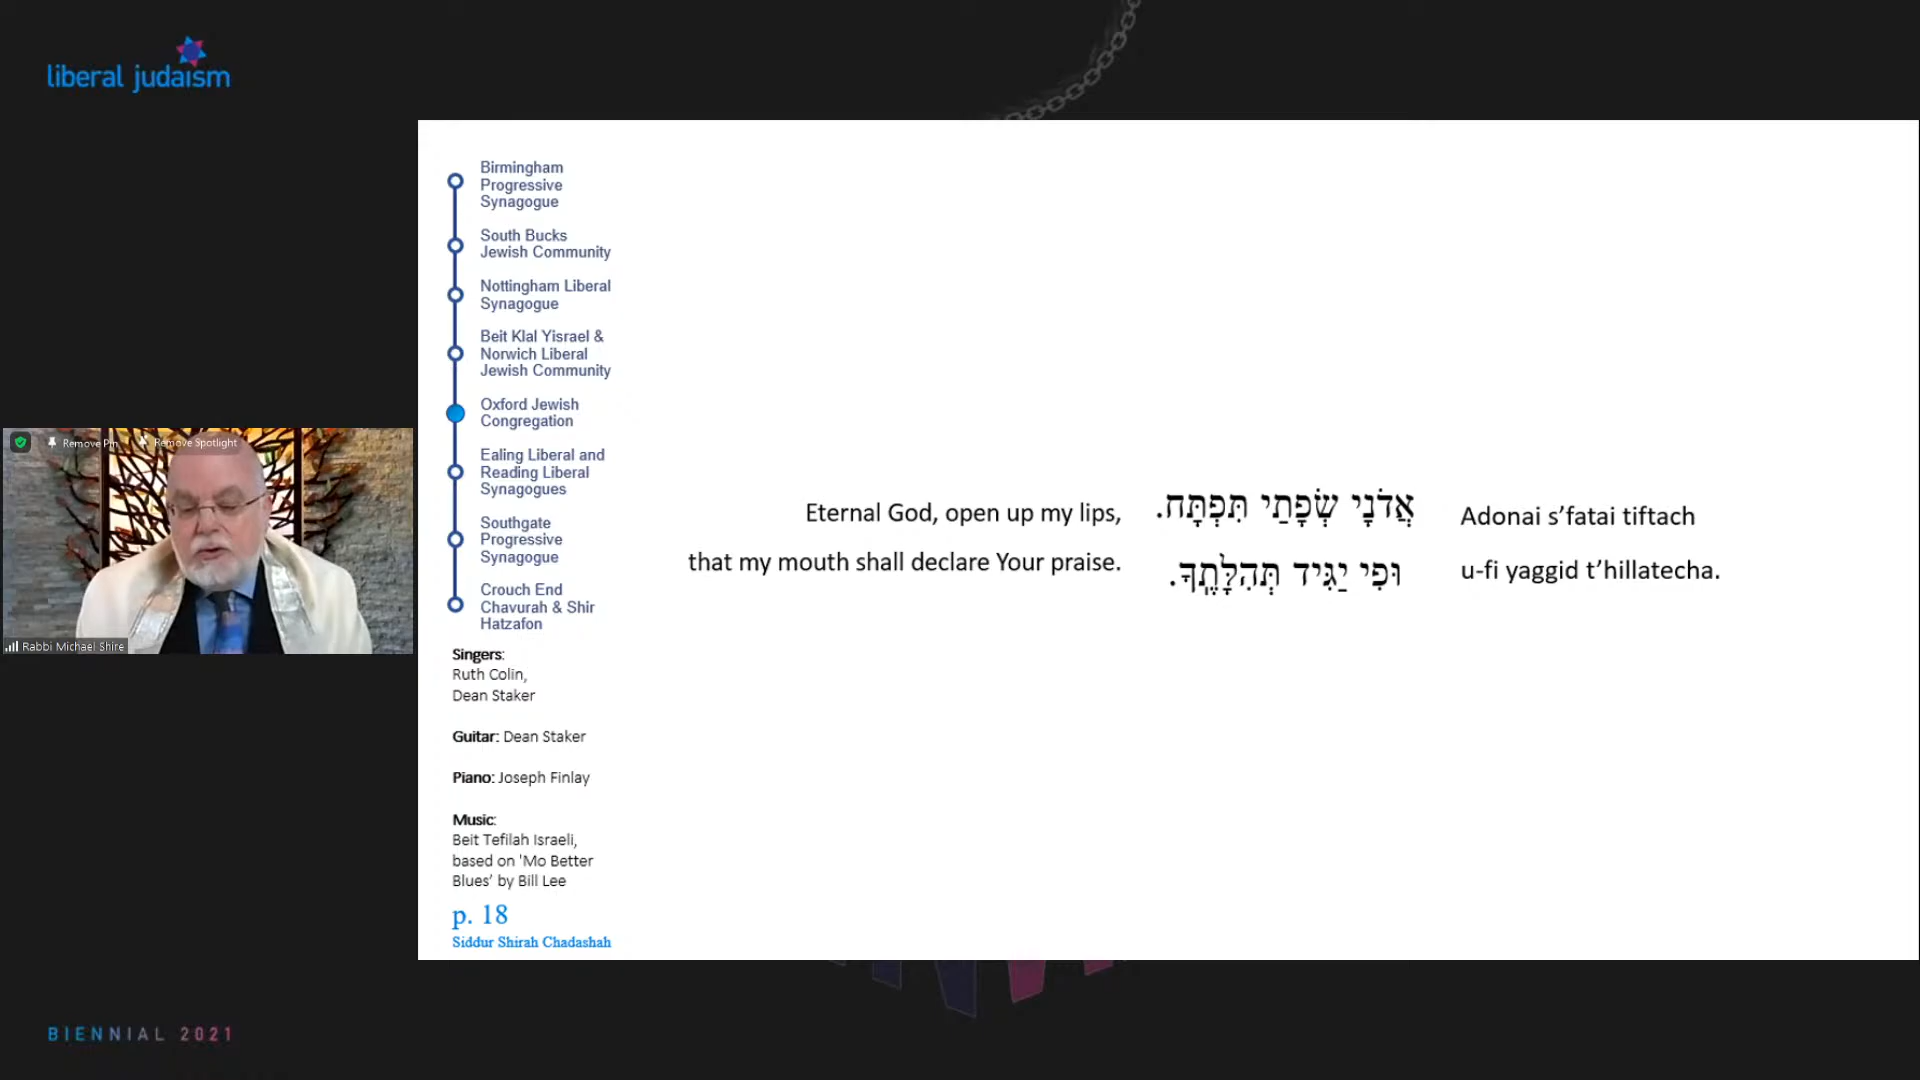 liberal judaism
Birmingham
Progressive
Synagogue
South Bucks
Jewish Community
Nottingham Liberal
Synagogue
Beit Klal Yisrael &
Norwich Liberal
Jewish Community
Oxford Jewish
Congregation
Ealing Liberal and
Reading Liberal
Synagogues
Southgate
Progressive
Synagogue
Crouch End
Chavurah & Shir
Hatzafon
Singers:
Ruth Colin,
Dean Staker
Guitar: Dean Staker
Piano: Joseph Finlay
Music:
Beit Tefilah Israeli,
based on 'Mo Better
Blues’ by Bill Lee
p. 18
Siddur Shirah Chadashah
Eternal God, open up my lips,
that my mouth shall declare Your praise.
אֲדֹנָי שְׂפָתַי תִּפְתָּח.
וּפִי יַגִּיד תְּהִלָּתֶךָ.
Adonai s’fatai tiftach
u-fi yaggid t’hillatecha.
Remove Pin
Remove Spotlight
Rabbi Michael Shire
BIENNIAL 2021